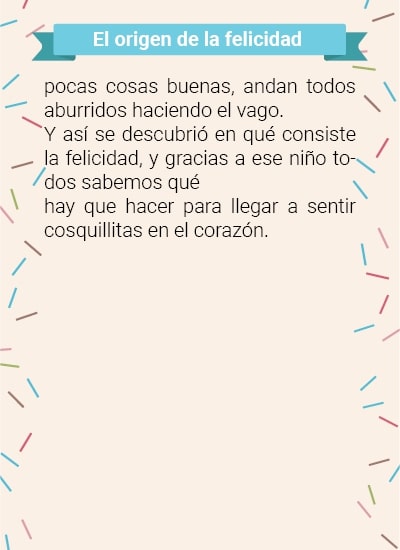 El origen de la felicidad
pocas cosas buenas, andan todos
aburridos haciendo el vago.
Y así se descubrió en qué consiste
la felicidad, y gracias a ese niño to-
dos sabemos qué
hay que hacer para llegar a sentir
cosquillitas en el corazón.